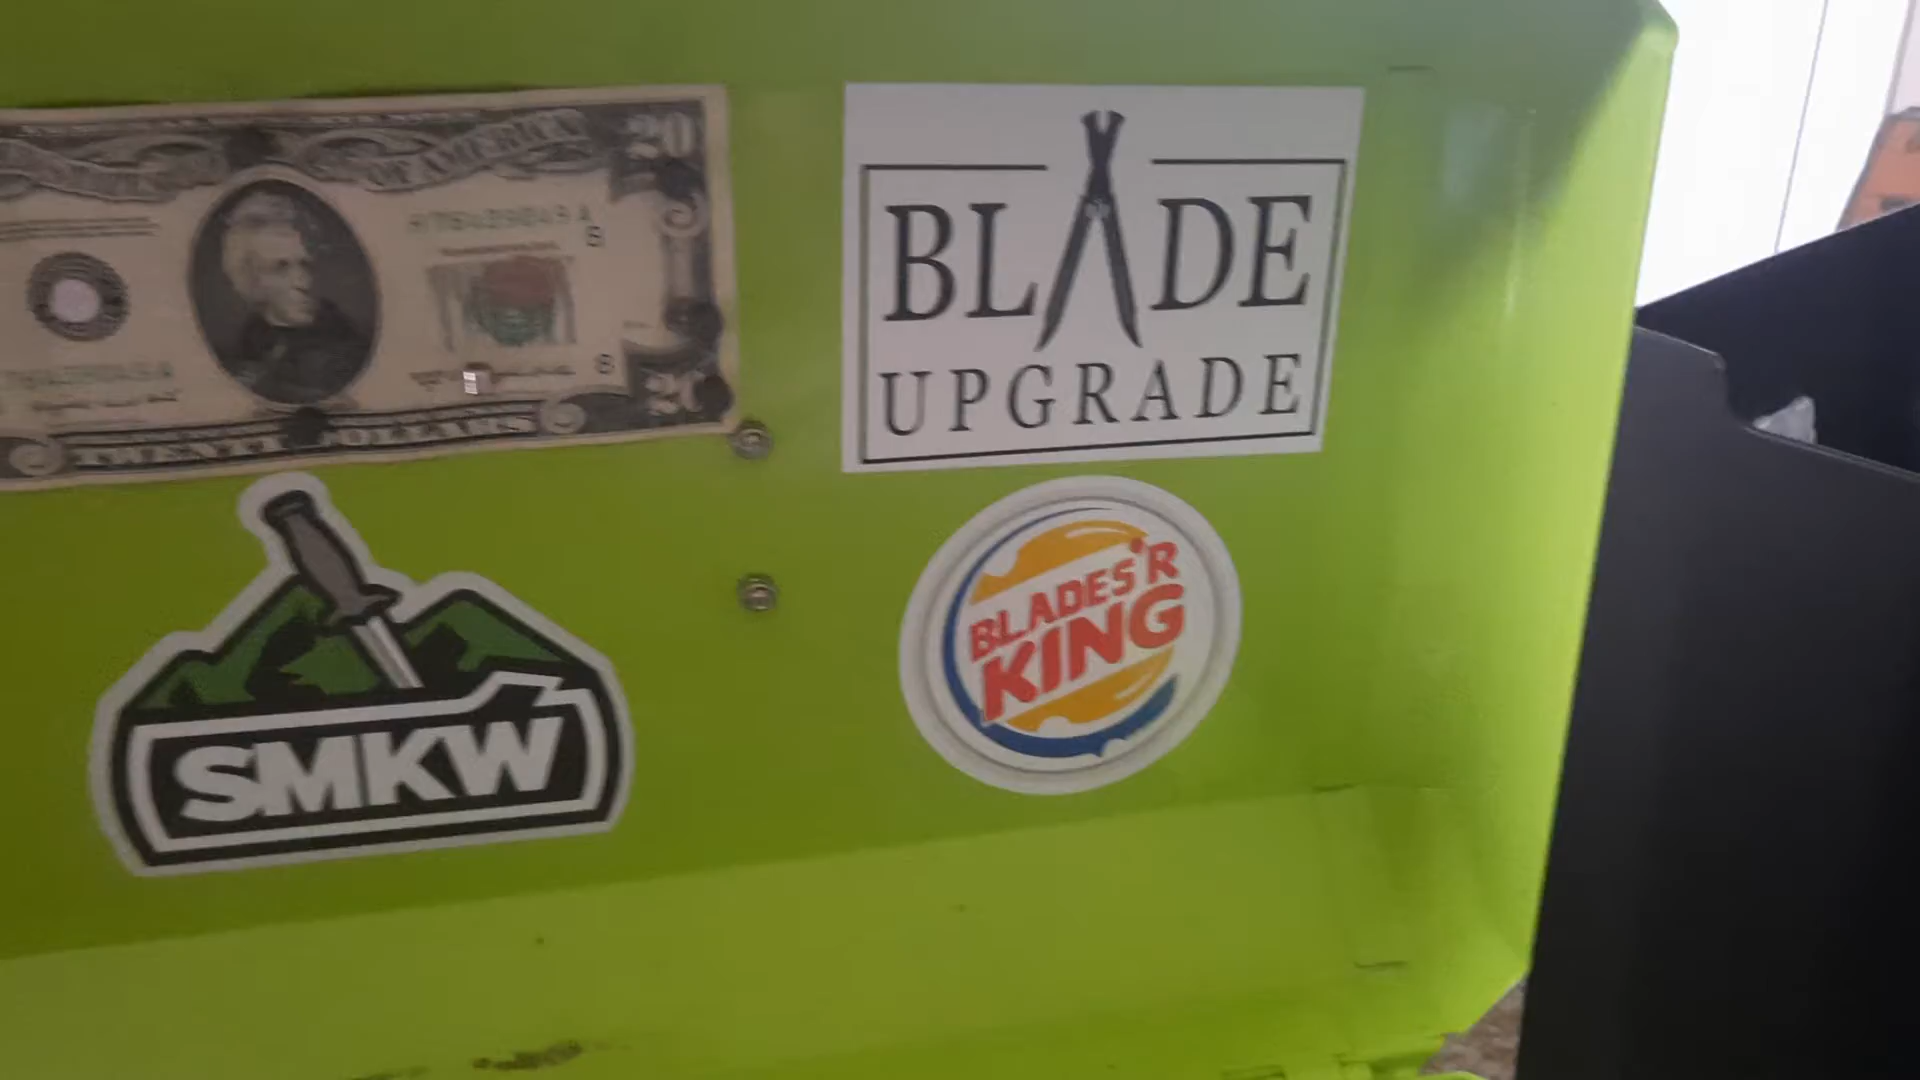 OF AMERICA
20
B
B
20
TWENTY DOLLARS
BLADE
UPGRADE
SMKW
BLADES'R
KING